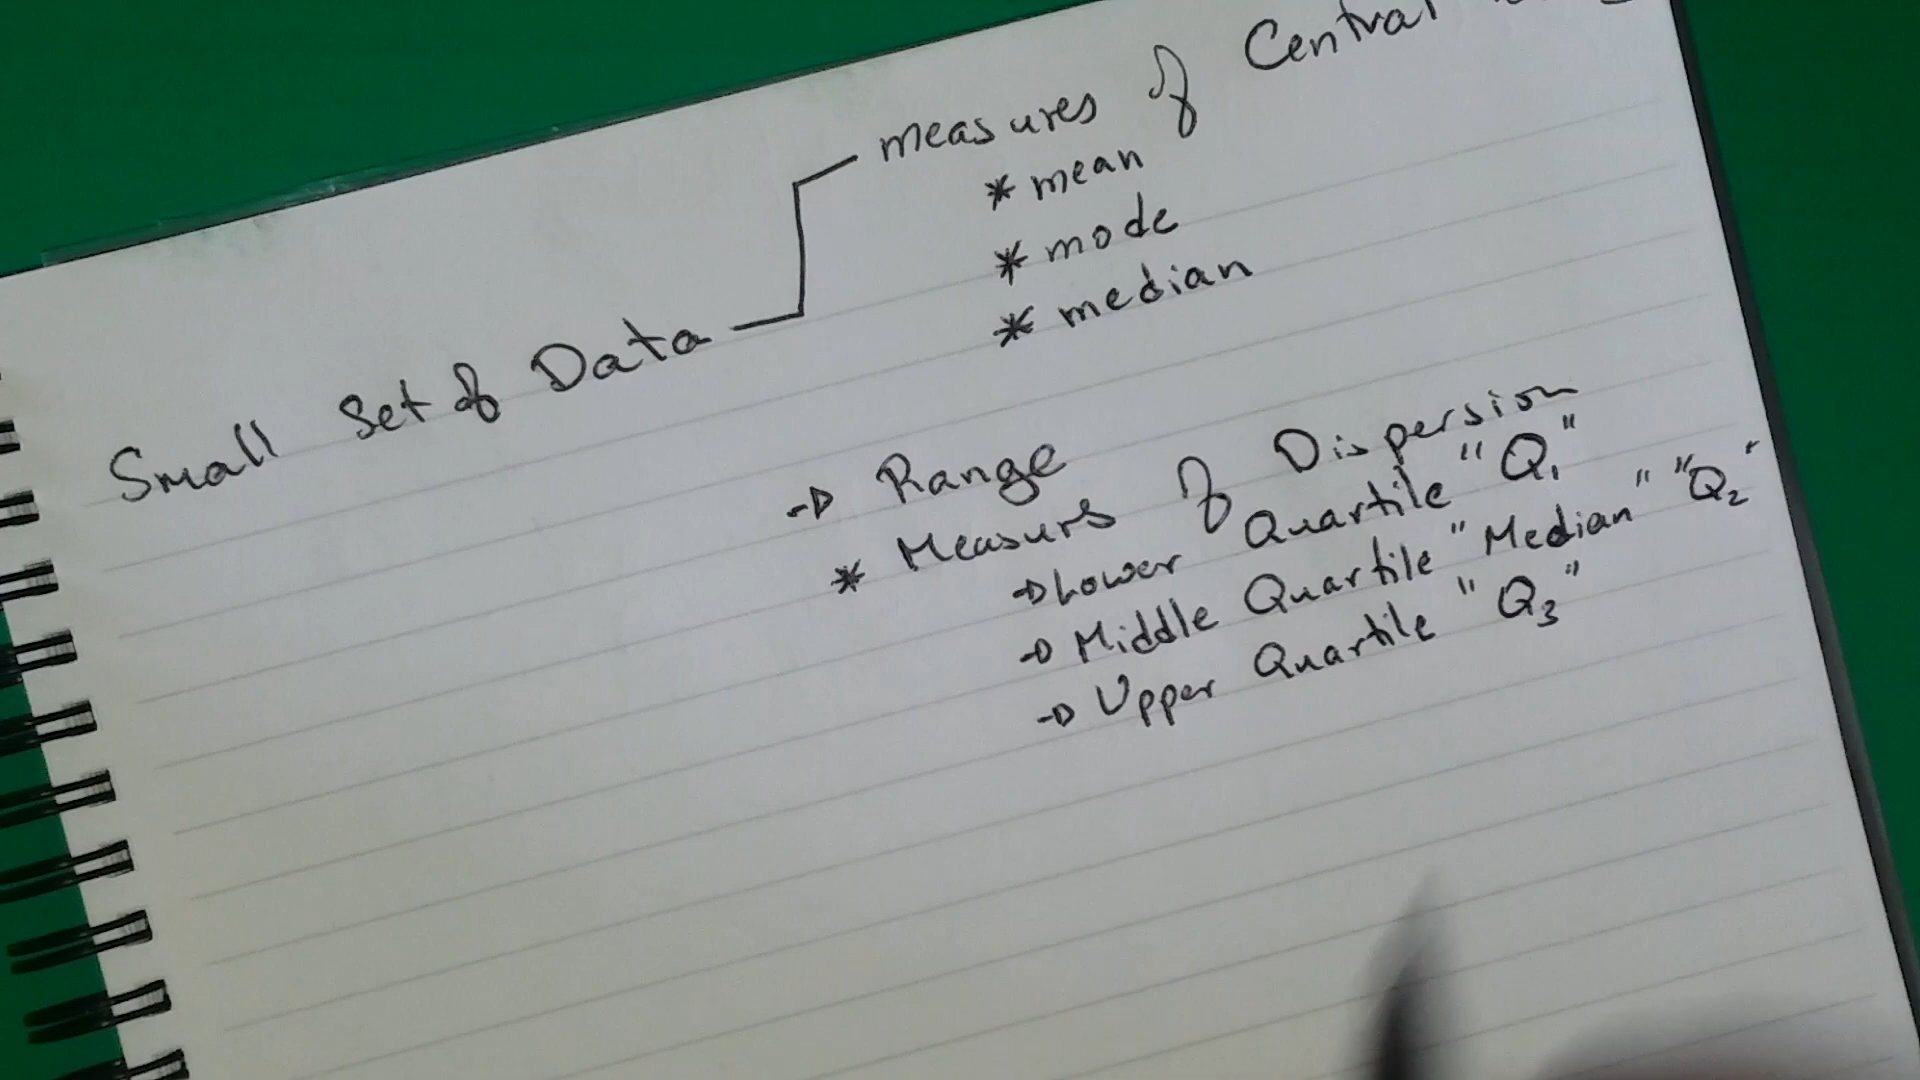 measures of Central
* mean
* mode
* median
Small Set of Data
→ Range
* Measurs of Dispersion
→ Lower Quartile "Q₁"
→ Middle Quartile "Median" "Q₂"
→ Upper Quartile "Q₃"